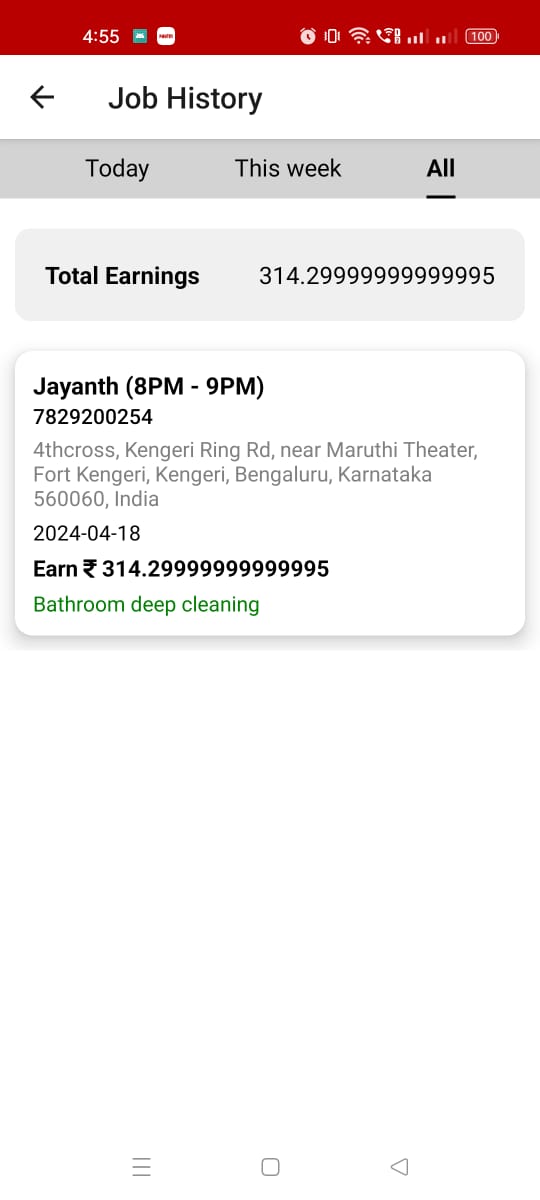 4:55
100
Job History
Today This week All
Total Earnings 314.29999999999995
Jayanth (8PM - 9PM)
7829200254
4thcross, Kengeri Ring Rd, near Maruthi Theater,
Fort Kengeri, Kengeri, Bengaluru, Karnataka
560060, India
2024-04-18
Earn ₹ 314.29999999999995
Bathroom deep cleaning